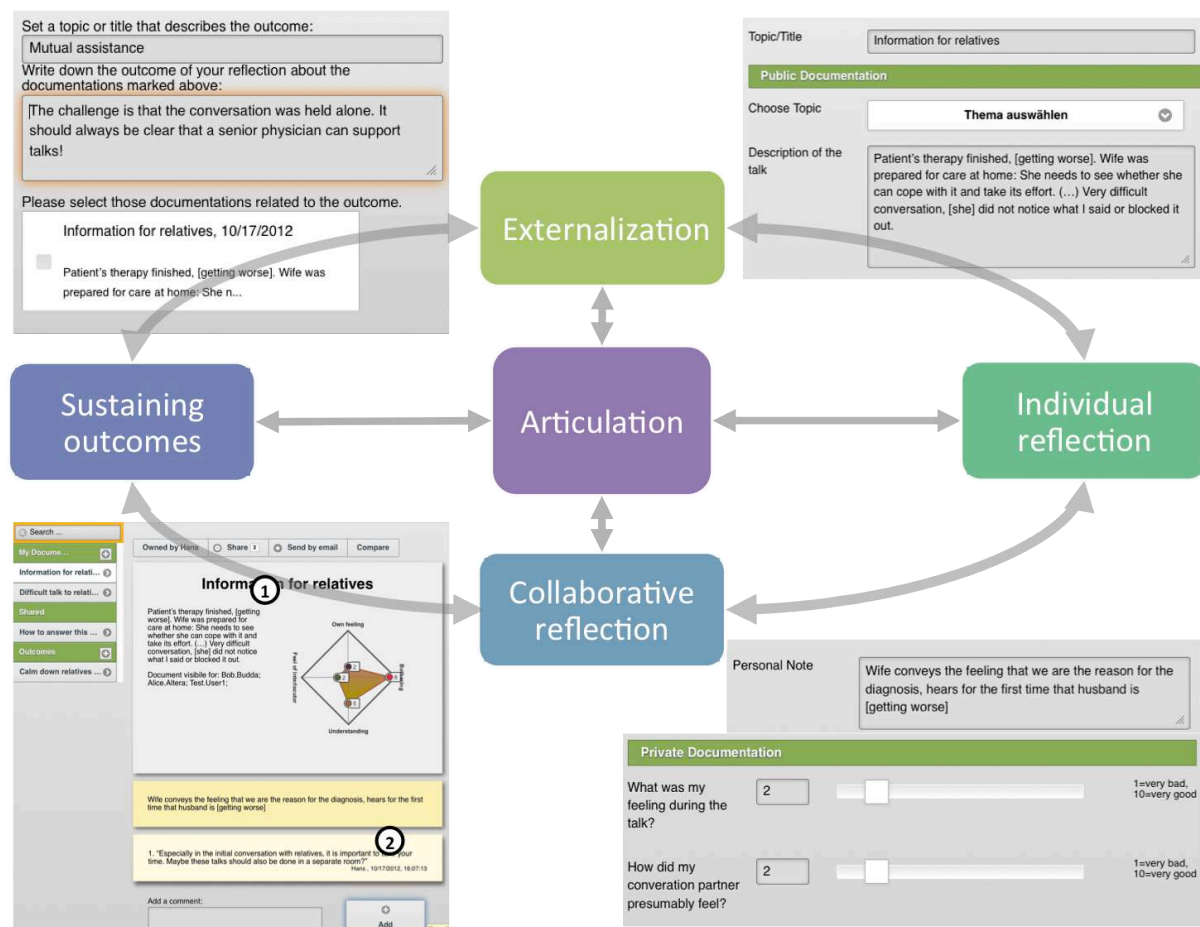 Set a topic or title that describes the outcome:
Mutual assistance
Write down the outcome of your reflection about the
documentations marked above:
The challenge is that the conversation was held alone. It
should always be clear that a senior physician can support
talks!
Please select those documentations related to the outcome.
Information for relatives, 10/17/2012
Patient's therapy finished, [getting worse]. Wife was
prepared for care at home: She n...
Topic/Title
Information for relatives
Public Documentation
Choose Topic
Thema auswählen
Description of the
talk
Patient's therapy finished, [getting worse]. Wife was
prepared for care at home: She needs to see whether she
can cope with it and take its effort. (...) Very difficult
conversation, [she] did not notice what I said or blocked it
out.
Externalization
Sustaining
outcomes
Articulation
Individual
reflection
Collaborative
reflection
Search ...
My Docume...
Information for relati...
Difficult talk to relati...
Shared
How to answer this ...
Outcomes
Calm down relatives ...
Owned by Hans
Share 3
Send by email
Compare
Information for relatives
1
Patient's therapy finished, [getting
worse]. Wife was prepared for
care at home: She needs to see
whether she can cope with it and
take its effort. (...) Very difficult
conversation, [she] did not notice
what I said or blocked it out.
Document visibile for: Bob.Budda;
Alice.Altera; Test.User1;
Own feeling
Feel of interlocutor
Understanding
2
2
Wife conveys the feeling that we are the reason for the diagnosis, hears for the first
time that husband is [getting worse]
2
1. "Especially in the initial conversation with relatives, it is important to your
time. Maybe these talks should also be done in a separate room?"
Hans , 10/17/2012, 16:07:13
Add a comment:
Add
Personal Note
Wife conveys the feeling that we are the reason for the
diagnosis, hears for the first time that husband is
[getting worse]
Private Documentation
What was my
feeling during the
talk?
2
1=very bad,
10=very good
How did my
converation partner
presumably feel?
2
1=very bad,
10=very good